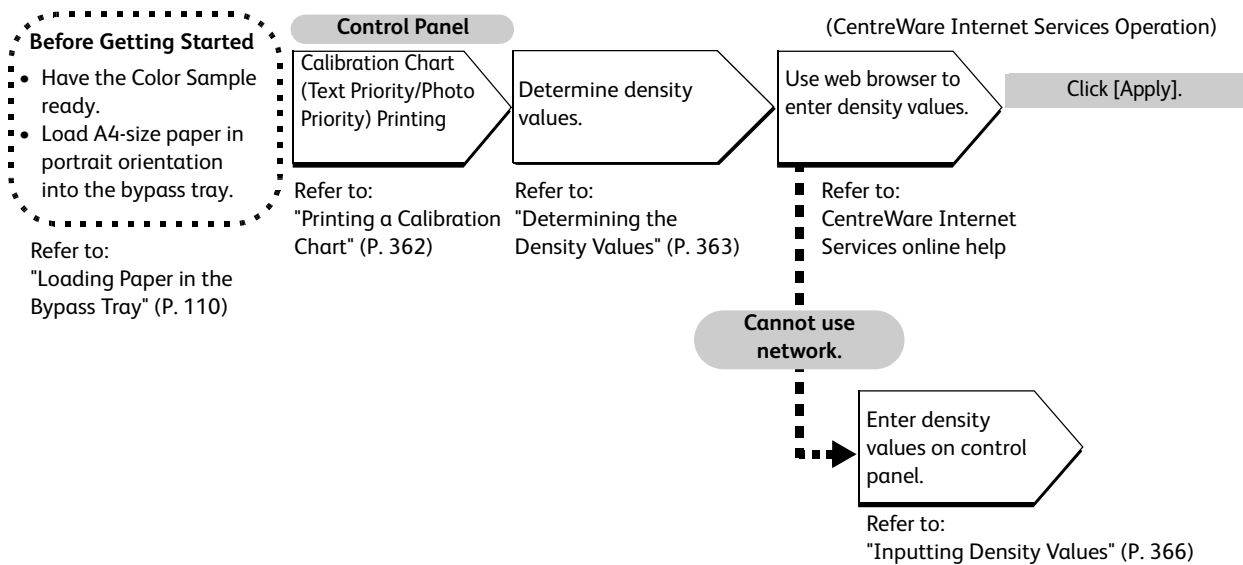 Before Getting Started
• Have the Color Sample
ready.
• Load A4-size paper in
portrait orientation
into the bypass tray.
Refer to:
"Loading Paper in the
Bypass Tray" (P. 110)
Control Panel
Calibration Chart
(Text Priority/Photo
Priority) Printing
Refer to:
"Printing a Calibration
Chart" (P. 362)
Determine density
values.
Refer to:
"Determining the
Density Values" (P. 363)
(CentreWare Internet Services Operation)
Use web browser to
enter density values.
Refer to:
CentreWare Internet
Services online help
Click [Apply].
Cannot use
network.
Enter density
values on control
panel.
Refer to:
"Inputting Density Values" (P. 366)